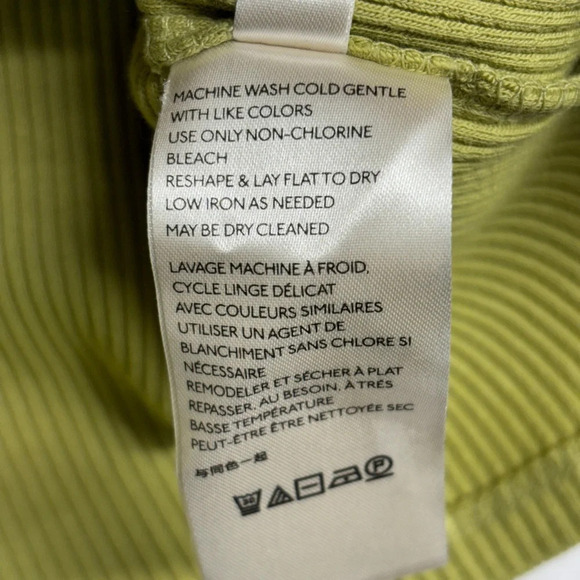 MACHINE WASH COLD GENTLE
WITH LIKE COLORS
USE ONLY NON-CHLORINE
BLEACH
RESHAPE & LAY FLAT TO DRY
LOW IRON AS NEEDED
MAY BE DRY CLEANED
LAVAGE MACHINE À FROID,
CYCLE LINGE DÉLICAT
AVEC COULEURS SIMILAIRES
UTILISER UN AGENT DE
BLANCHIMENT SANS CHLORE SI
NÉCESSAIRE
REMODELER ET SÉCHER À PLAT
REPASSER, AU BESOIN, À TRÈS
BASSE TEMPÉRATURE
PEUT-ÊTRE ÊTRE NETTOYÉE SEC
与同色一起
30 P